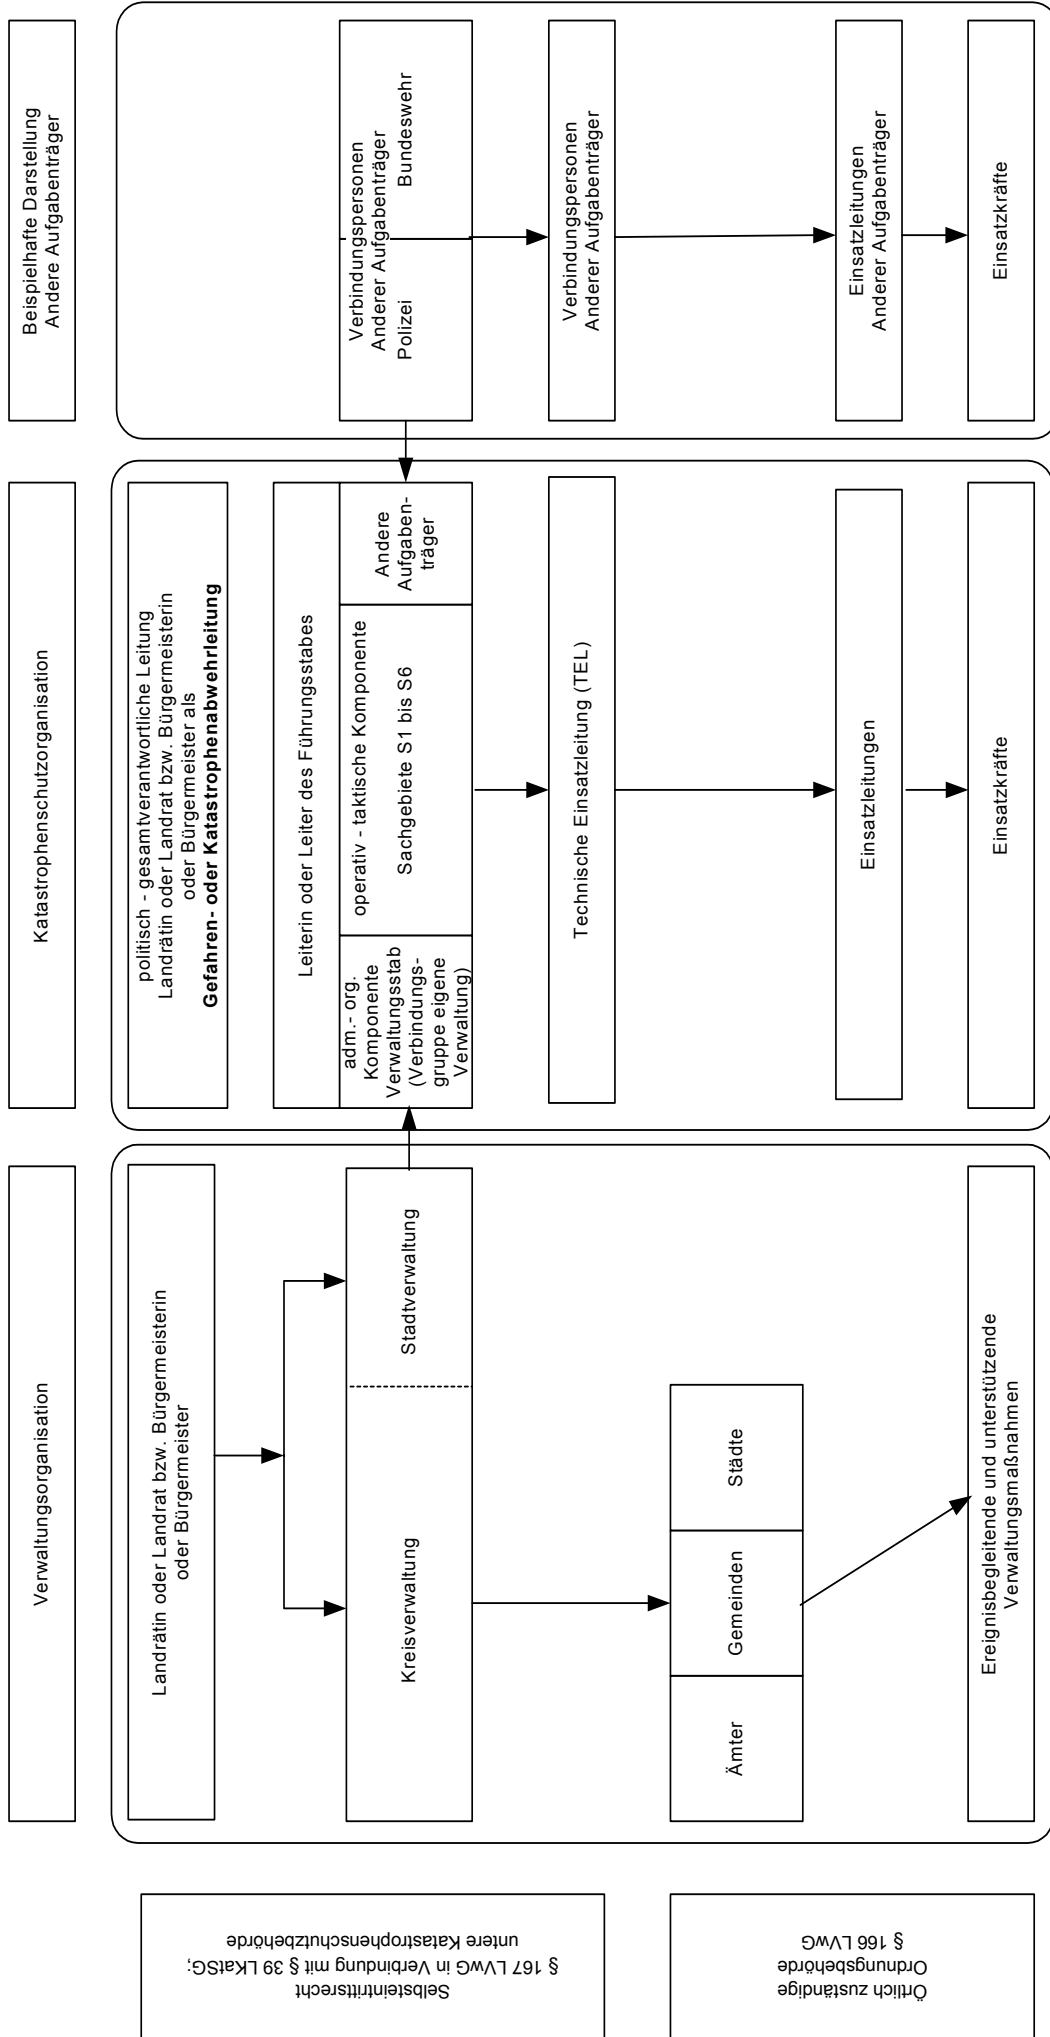 Verwaltungsorganisation
Katastrophenschutzorganisation
Beispielhafte Darstellung
Andere Aufgabenträger
Selbsteintrittsrecht
§ 167 LVwG in Verbindung mit § 39 LKatSG;
untere Katastrophenschutzbehörde
Landrätin oder Landrat bzw. Bürgermeisterin
oder Bürgermeister
Kreisverwaltung
Stadtverwaltung
politisch - gesamtverantwortliche Leitung
Landrätin oder Landrat bzw. Bürgermeisterin
oder Bürgermeister als
Gefahren- oder Katastrophenabwehrleitung
Leiterin oder Leiter des Führungsstabes
adm.- org.
Komponente
Verwaltungsstab
(Verbindungs-
gruppe eigene
Verwaltung)
operativ - taktische Komponente
Sachgebiete S1 bis S6
Andere
Aufgaben-
träger
Verbindungspersonen
Anderer Aufgabenträger
Polizei Bundeswehr
Technische Einsatzleitung (TEL)
Verbindungspersonen
Anderer Aufgabenträger
Örtlich zuständige
Ordnungsbehörde
§ 166 LVwG
Ämter
Gemeinden
Städte
Einsatzleitungen
Einsatzleitungen
Anderer Aufgabenträger
Ereignisbegleitende und unterstützende
Verwaltungsmaßnahmen
Einsatzkräfte
Einsatzkräfte